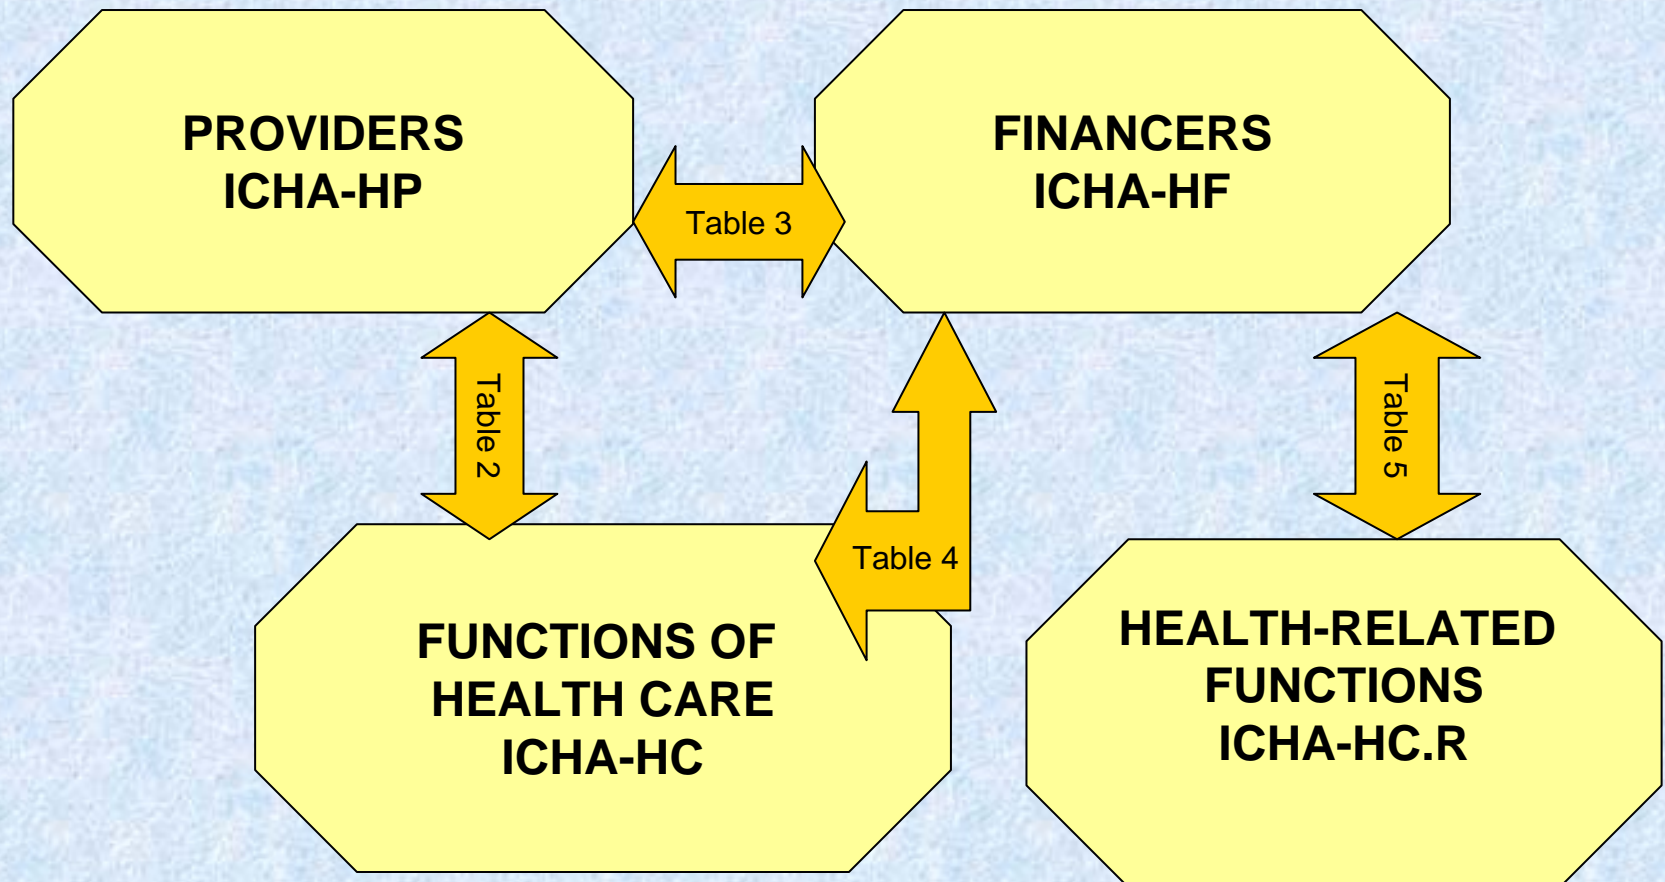 PROVIDERS
ICHA-HP
FINANCERS
ICHA-HF
Table 3
Table 2
Table 5
Table 4
FUNCTIONS OF
HEALTH CARE
ICHA-HC
HEALTH-RELATED
FUNCTIONS
ICHA-HC.R